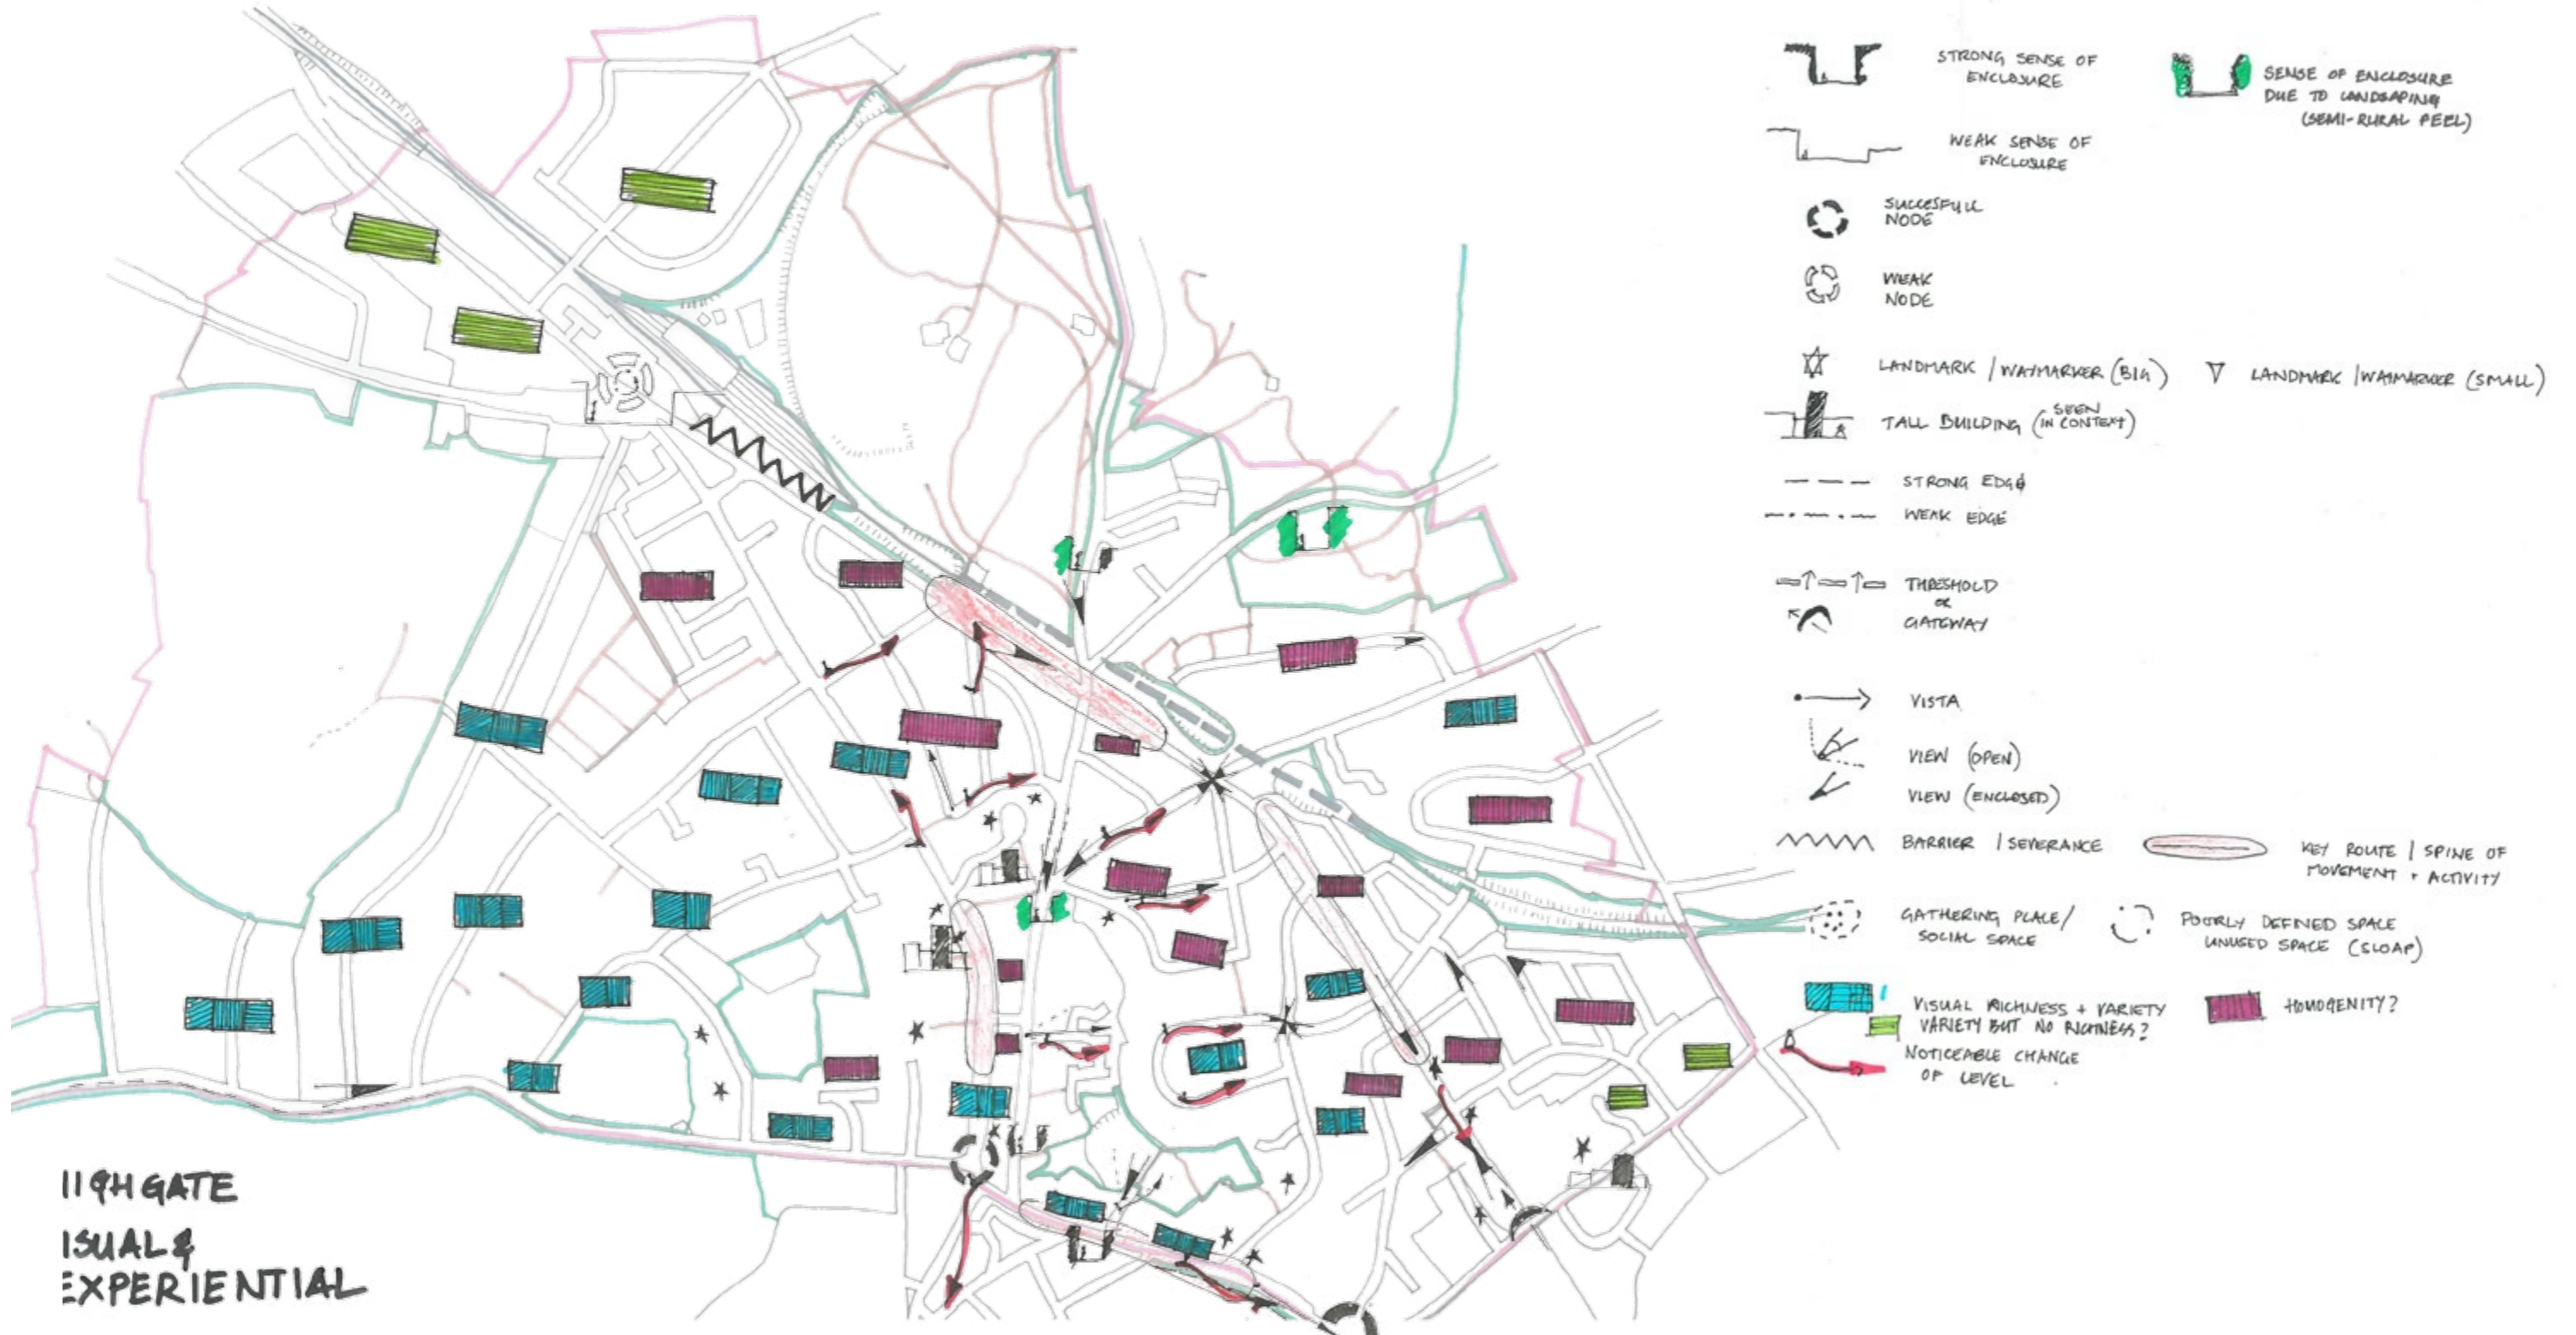 STRONG SENSE OF
ENCLOSURE
SENSE OF ENCLOSURE
DUE TO LANDSAPING
(SEMI-RURAL FEEL)
WEAK SENSE OF
ENCLOSURE
SUCCESFULL
NODE
WEAK
NODE
LANDMARK / WAYMARKER (BIG)
LANDMARK / WAYMARKER (SMALL)
TALL BUILDING (SEEN IN CONTEXT)
STRONG EDGE
WEAK EDGE
THRESHOLD
OR
GATEWAY
VISTA
VIEW (OPEN)
VIEW (ENCLOSED)
BARRIER / SEVERANCE
KEY ROUTE / SPINE OF
MOVEMENT + ACTIVITY
GATHERING PLACE/
SOCIAL SPACE
POORLY DEFINED SPACE
UNUSED SPACE (SLOAP)
VISUAL RICHNESS + VARIETY
VARIETY BUT NO RICHNESS?
HOMOGENITY?
NOTICEABLE CHANGE
OF LEVEL
IIGHGATE
ISUAL &
EXPERIENTIAL